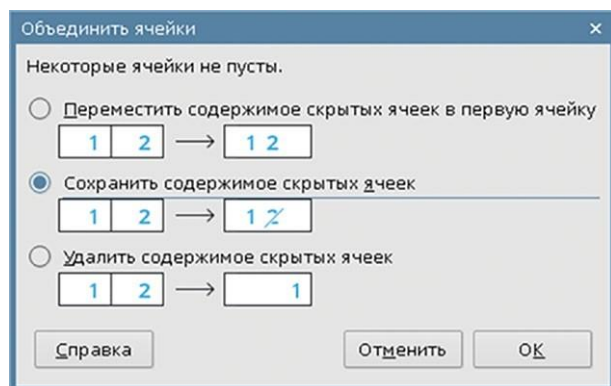 Объединить ячейки
Некоторые ячейки не пусты.
Переместить содержимое скрытых ячеек в первую ячейку
1 2 → 1 2
Сохранить содержимое скрытых ячеек
1 2 → 1 2
Удалить содержимое скрытых ячеек
1 2 → 1
Справка Отменить ОК